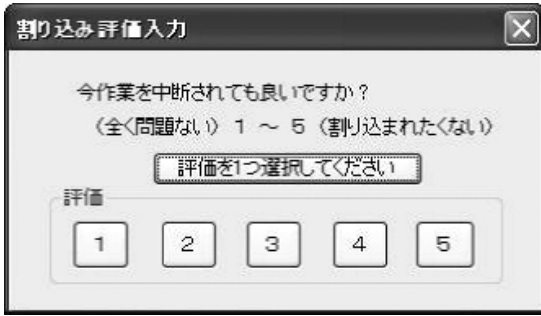 割り込み評価入力
今作業を中断されても良いですか？
（全く問題ない）１ ～ ５（割り込まれたくない）
評価を1つ選択してください
評価
1 2 3 4 5